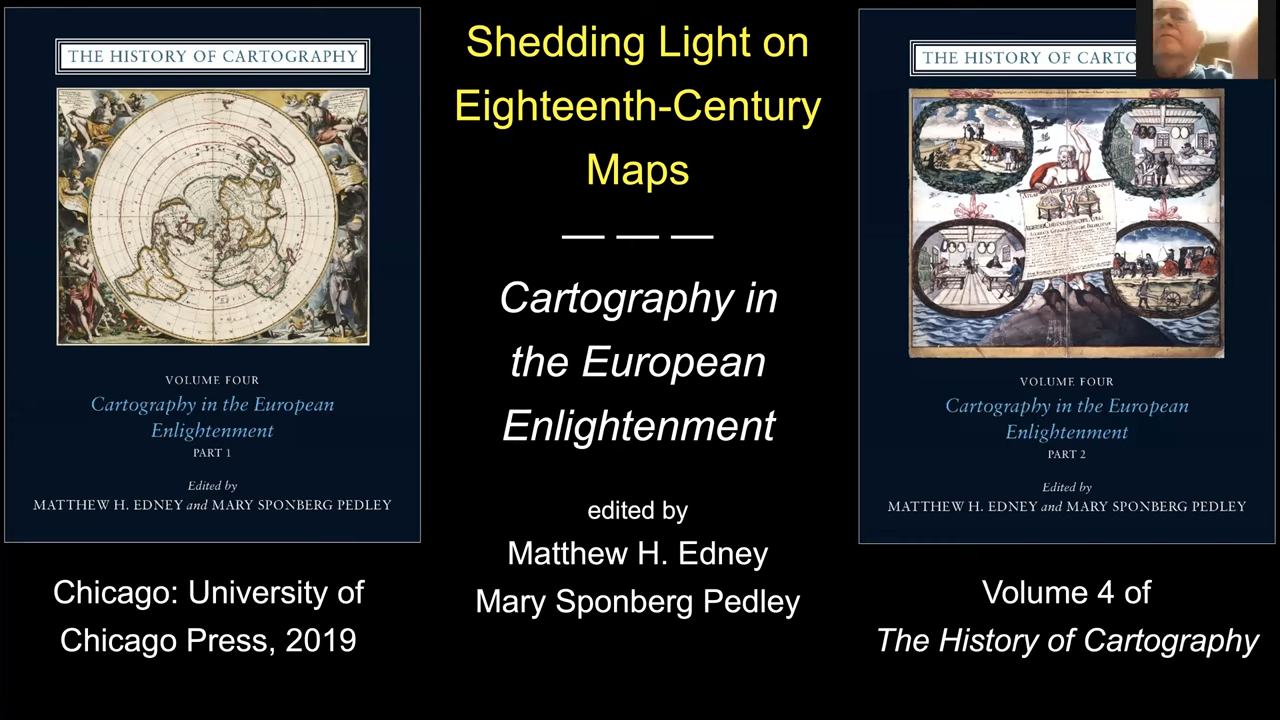 THE HISTORY OF CARTOGRAPHY
VOLUME FOUR
Cartography in the European
Enlightenment
PART 1
Edited by
MATTHEW H. EDNEY and MARY SPONBERG PEDLEY
Chicago: University of
Chicago Press, 2019
Shedding Light on
Eighteenth-Century
Maps
— — —
Cartography in
the European
Enlightenment
edited by
Matthew H. Edney
Mary Sponberg Pedley
THE HISTORY OF CARTO
VOLUME FOUR
Cartography in the European
Enlightenment
PART 2
Edited by
MATTHEW H. EDNEY and MARY SPONBERG PEDLEY
Volume 4 of
The History of Cartography